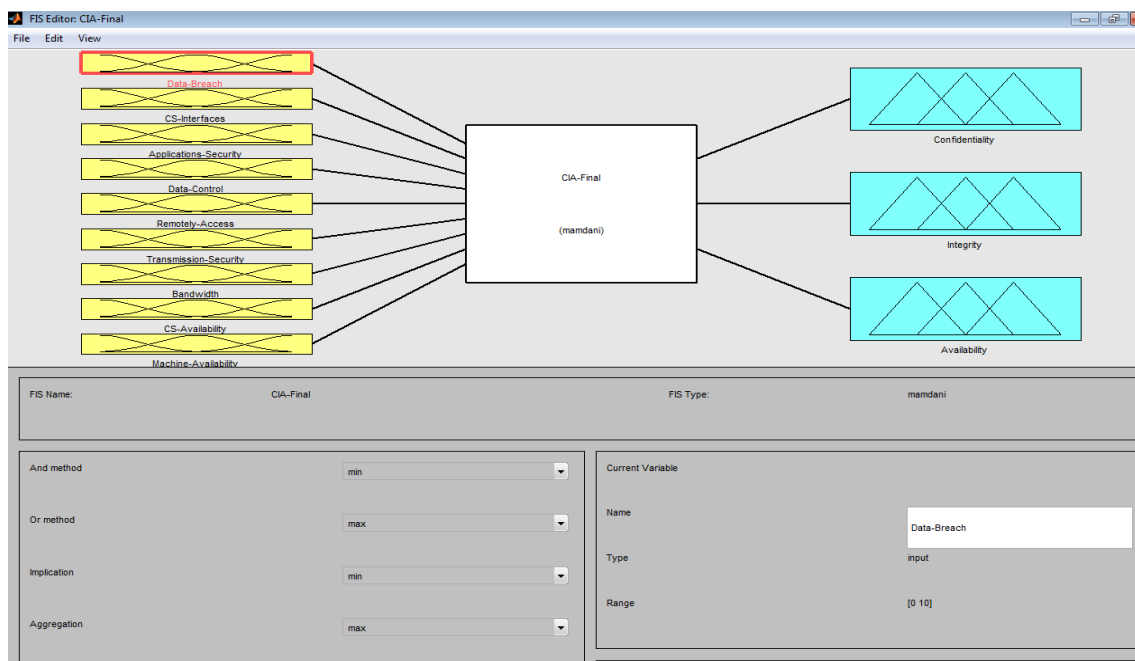 FIS Editor: CIA-Final
File Edit View
Data-Breach
CS-Interfaces
Applications-Security
Data-Control
Remotely-Access
Transmission-Security
Bandwidth
CS-Availability
Machine-Availability
CIA-Final
(mamdani)
Confidentiality
Integrity
Availability
FIS Name: CIA-Final FIS Type: mamdani
And method min
Or method max
Implication min
Aggregation max
Current Variable
Name Data-Breach
Type input
Range [0 10]